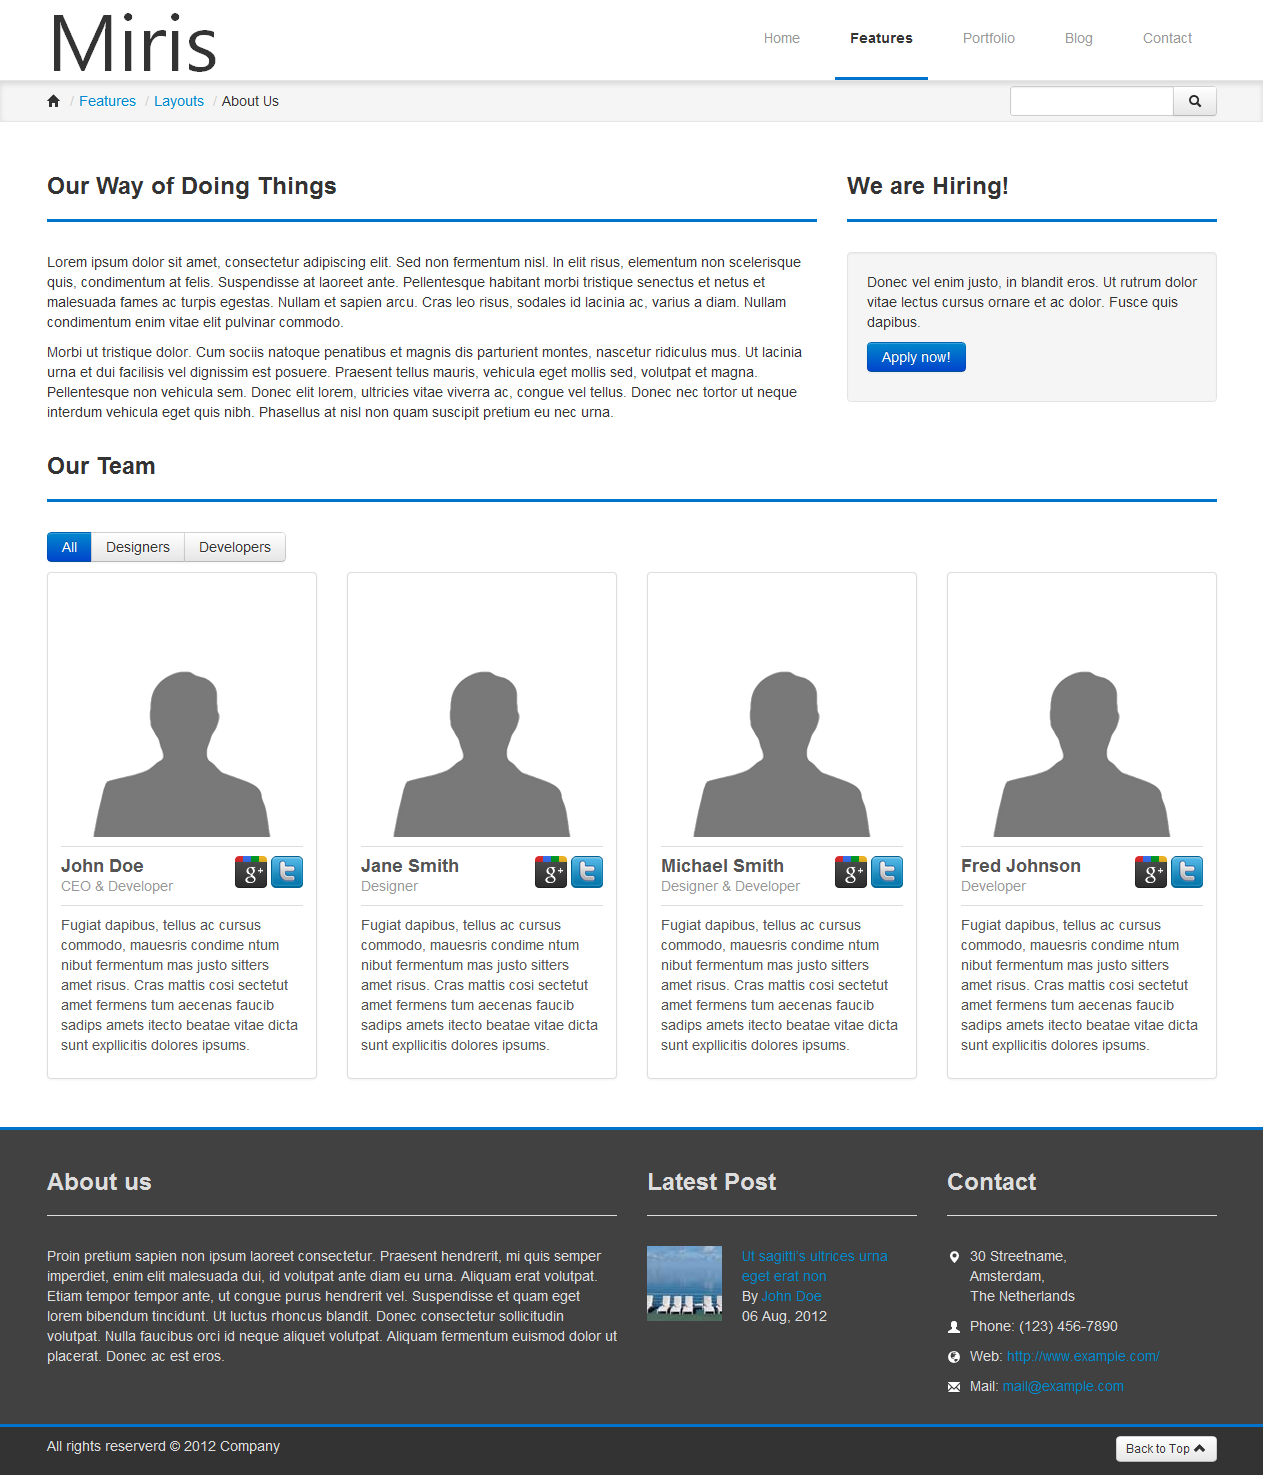 Miris
Home Features Portfolio Blog Contact
/ Features / Layouts / About Us
Our Way of Doing Things
Lorem ipsum dolor sit amet, consectetur adipiscing elit. Sed non fermentum nisl. In elit risus, elementum non scelerisque
quis, condimentum at felis. Suspendisse at laoreet ante. Pellentesque habitant morbi tristique senectus et netus et
malesuada fames ac turpis egestas. Nullam et sapien arcu. Cras leo risus, sodales id lacinia ac, varius a diam. Nullam
condimentum enim vitae elit pulvinar commodo.
Morbi ut tristique dolor. Cum sociis natoque penatibus et magnis dis parturient montes, nascetur ridiculus mus. Ut lacinia
urna et dui facilisis vel dignissim est posuere. Praesent tellus mauris, vehicula eget mollis sed, volutpat et magna.
Pellentesque non vehicula sem. Donec elit lorem, ultricies vitae viverra ac, congue vel tellus. Donec nec tortor ut neque
interdum vehicula eget quis nibh. Phasellus at nisl non quam suscipit pretium eu nec urna.
We are Hiring!
Donec vel enim justo, in blandit eros. Ut rutrum dolor
vitae lectus cursus ornare et ac dolor. Fusce quis
dapibus.
Apply now!
Our Team
All Designers Developers
John Doe
CEO & Developer
g+ t
Fugiat dapibus, tellus ac cursus
commodo, mauesris condime ntum
nibut fermentum mas justo sitters
amet risus. Cras mattis cosi sectetut
amet fermens tum aecenas faucib
sadips amets itecto beatae vitae dicta
sunt expllicitis dolores ipsums.
Jane Smith
Designer
g+ t
Fugiat dapibus, tellus ac cursus
commodo, mauesris condime ntum
nibut fermentum mas justo sitters
amet risus. Cras mattis cosi sectetut
amet fermens tum aecenas faucib
sadips amets itecto beatae vitae dicta
sunt expllicitis dolores ipsums.
Michael Smith
Designer & Developer
g+ t
Fugiat dapibus, tellus ac cursus
commodo, mauesris condime ntum
nibut fermentum mas justo sitters
amet risus. Cras mattis cosi sectetut
amet fermens tum aecenas faucib
sadips amets itecto beatae vitae dicta
sunt expllicitis dolores ipsums.
Fred Johnson
Developer
g+ t
Fugiat dapibus, tellus ac cursus
commodo, mauesris condime ntum
nibut fermentum mas justo sitters
amet risus. Cras mattis cosi sectetut
amet fermens tum aecenas faucib
sadips amets itecto beatae vitae dicta
sunt expllicitis dolores ipsums.
About us
Proin pretium sapien non ipsum laoreet consectetur. Praesent hendrerit, mi quis semper
imperdiet, enim elit malesuada dui, id volutpat ante diam eu urna. Aliquam erat volutpat.
Etiam tempor tempor ante, ut congue purus hendrerit vel. Suspendisse et quam eget
lorem bibendum tincidunt. Ut luctus rhoncus blandit. Donec consectetur sollicitudin
volutpat. Nulla faucibus orci id neque aliquet volutpat. Aliquam fermentum euismod dolor ut
placerat. Donec ac est eros.
Latest Post
Ut sagitti's ultrices urna
eget erat non
By John Doe
06 Aug, 2012
Contact
30 Streetname,
Amsterdam,
The Netherlands
Phone: (123) 456-7890
Web: http://www.example.com/
Mail: mail@example.com
All rights reserverd © 2012 Company
Back to Top